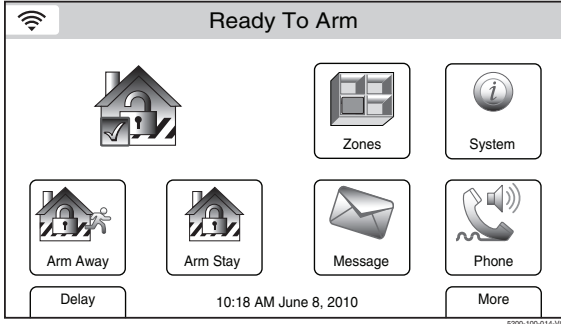 Ready To Arm
Zones
System
Arm Away
Arm Stay
Message
Phone
Delay
10:18 AM June 8, 2010
More